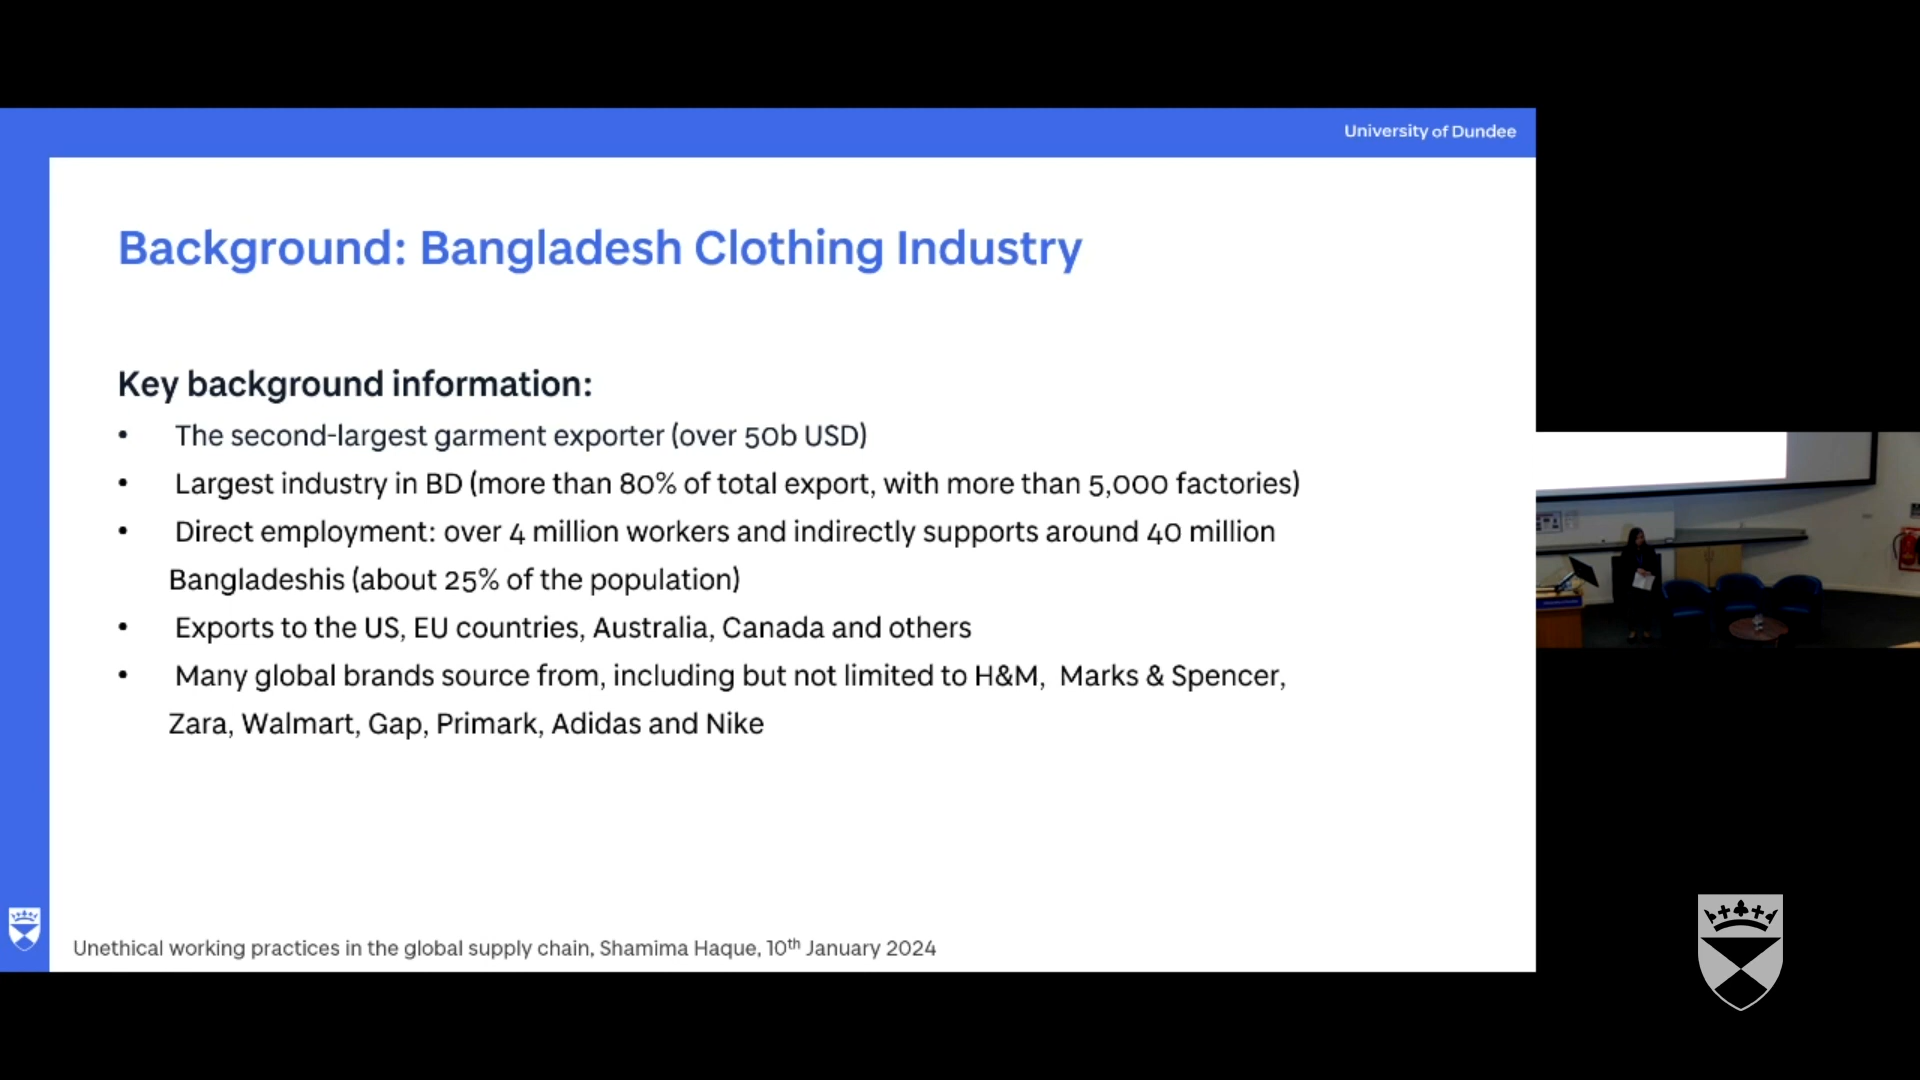 University of Dundee
Background: Bangladesh Clothing Industry
Key background information:
• The second-largest garment exporter (over 50b USD)
• Largest industry in BD (more than 80% of total export, with more than 5,000 factories)
• Direct employment: over 4 million workers and indirectly supports around 40 million
Bangladeshis (about 25% of the population)
• Exports to the US, EU countries, Australia, Canada and others
• Many global brands source from, including but not limited to H&M, Marks & Spencer,
Zara, Walmart, Gap, Primark, Adidas and Nike
Unethical working practices in the global supply chain, Shamima Haque, 10th January 2024